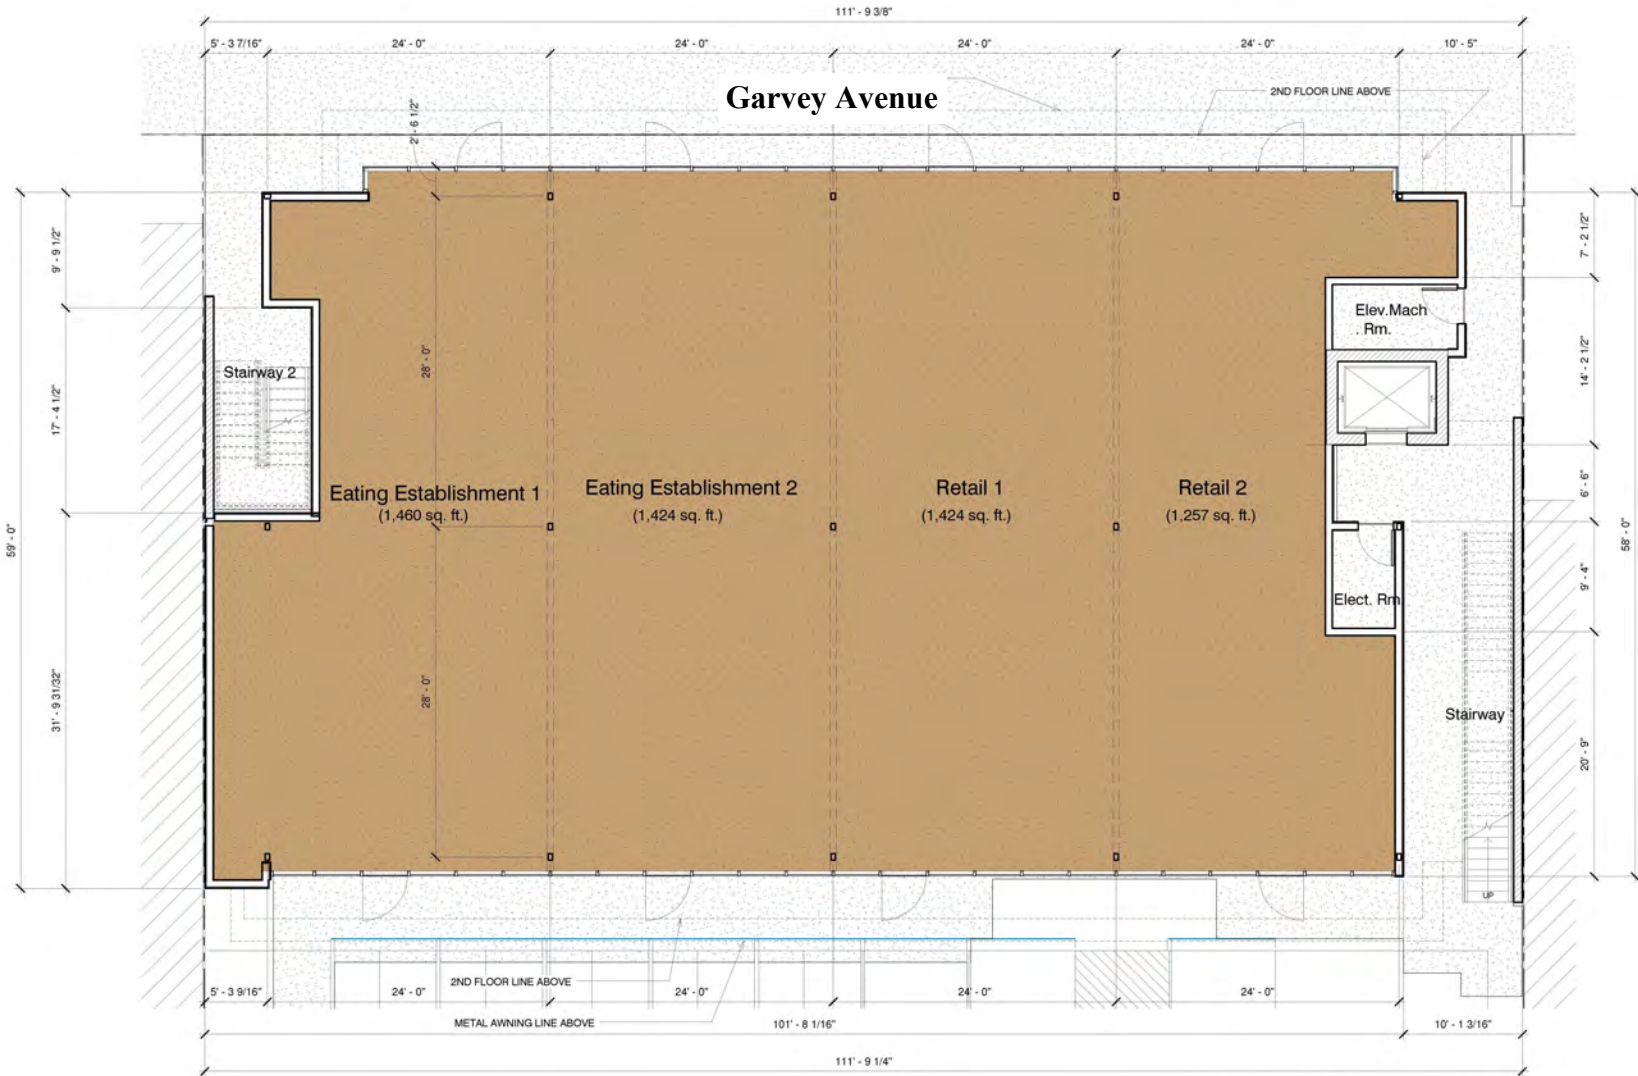 111' - 9 3/8"
5' - 3 7/16"
24' - 0"
24' - 0"
24' - 0"
24' - 0"
10' - 5"
Garvey Avenue
2ND FLOOR LINE ABOVE
2' - 6 1/2"
9' - 9 1/2"
7' - 2 1/2"
Elev.Mach
. Rm.
28' - 0"
14' - 2 1/2"
Stairway 2
17' - 4 1/2"
Eating Establishment 1
(1,460 sq. ft.)
Eating Establishment 2
(1,424 sq. ft.)
Retail 1
(1,424 sq. ft.)
Retail 2
(1,257 sq. ft.)
6' - 6"
59' - 0"
58' - 0"
9' - 4"
Elect. Rm
28' - 0"
31' - 9 31/32"
Stairway
20' - 9"
UP
2ND FLOOR LINE ABOVE
5' - 3 9/16"
24' - 0"
24' - 0"
24' - 0"
24' - 0"
METAL AWNING LINE ABOVE
101' - 8 1/16"
10' - 1 3/16"
111' - 9 1/4"